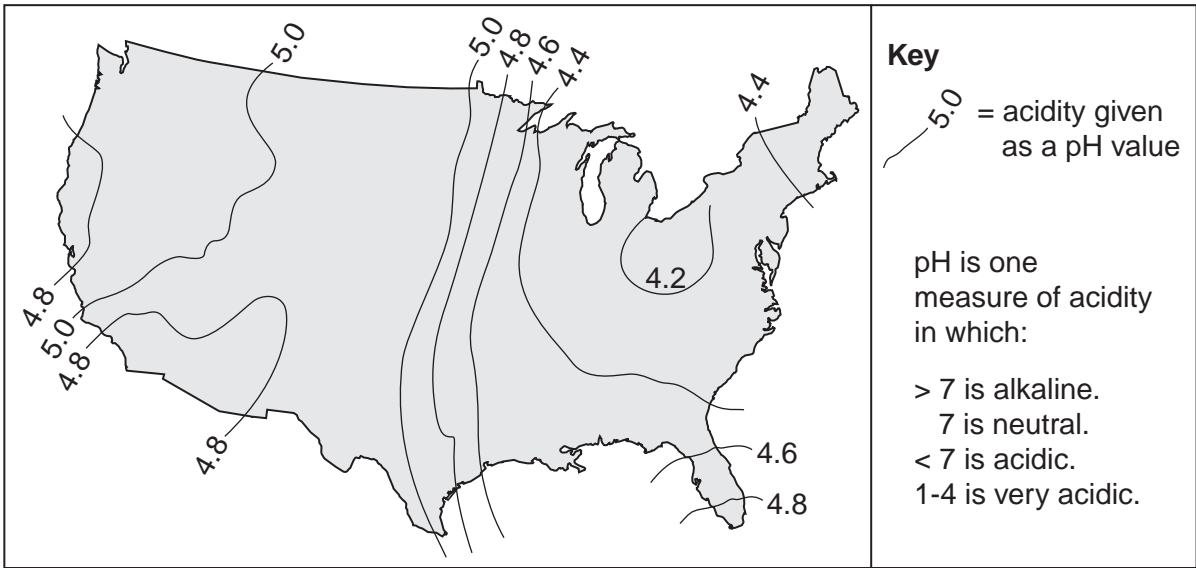 5.0
5.0
4.8
4.6
4.4
4.4
4.2
4.8
5.0
4.8
4.8
4.6
4.8
Key
5.0
= acidity given
as a pH value
pH is one
measure of acidity
in which:
> 7 is alkaline.
7 is neutral.
< 7 is acidic.
1-4 is very acidic.